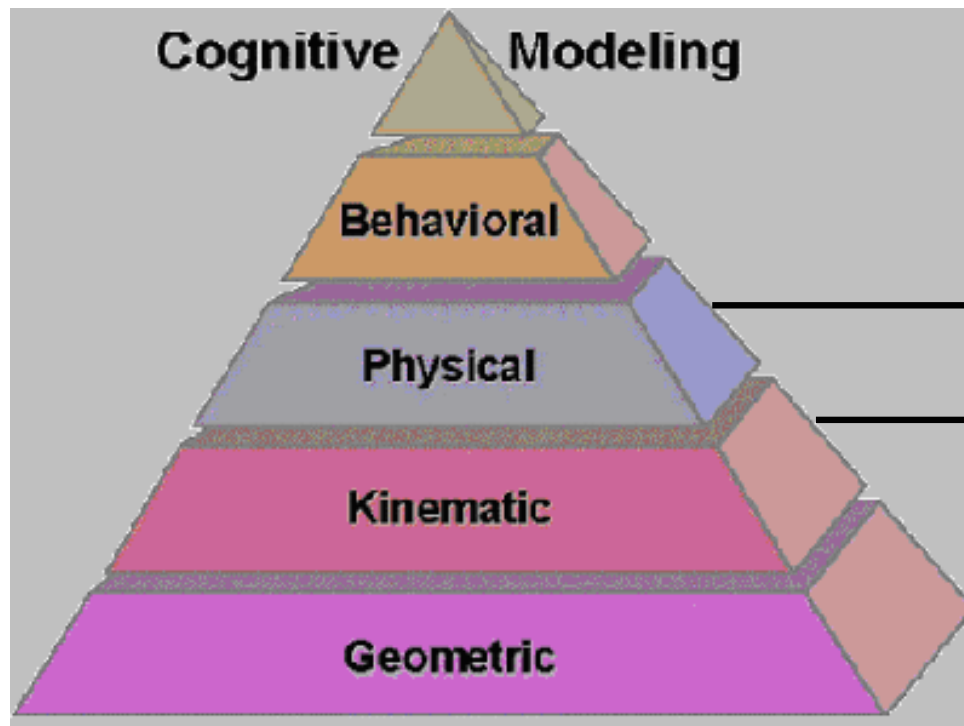 Cognitive Modeling
Behavioral
Physical
Kinematic
Geometric